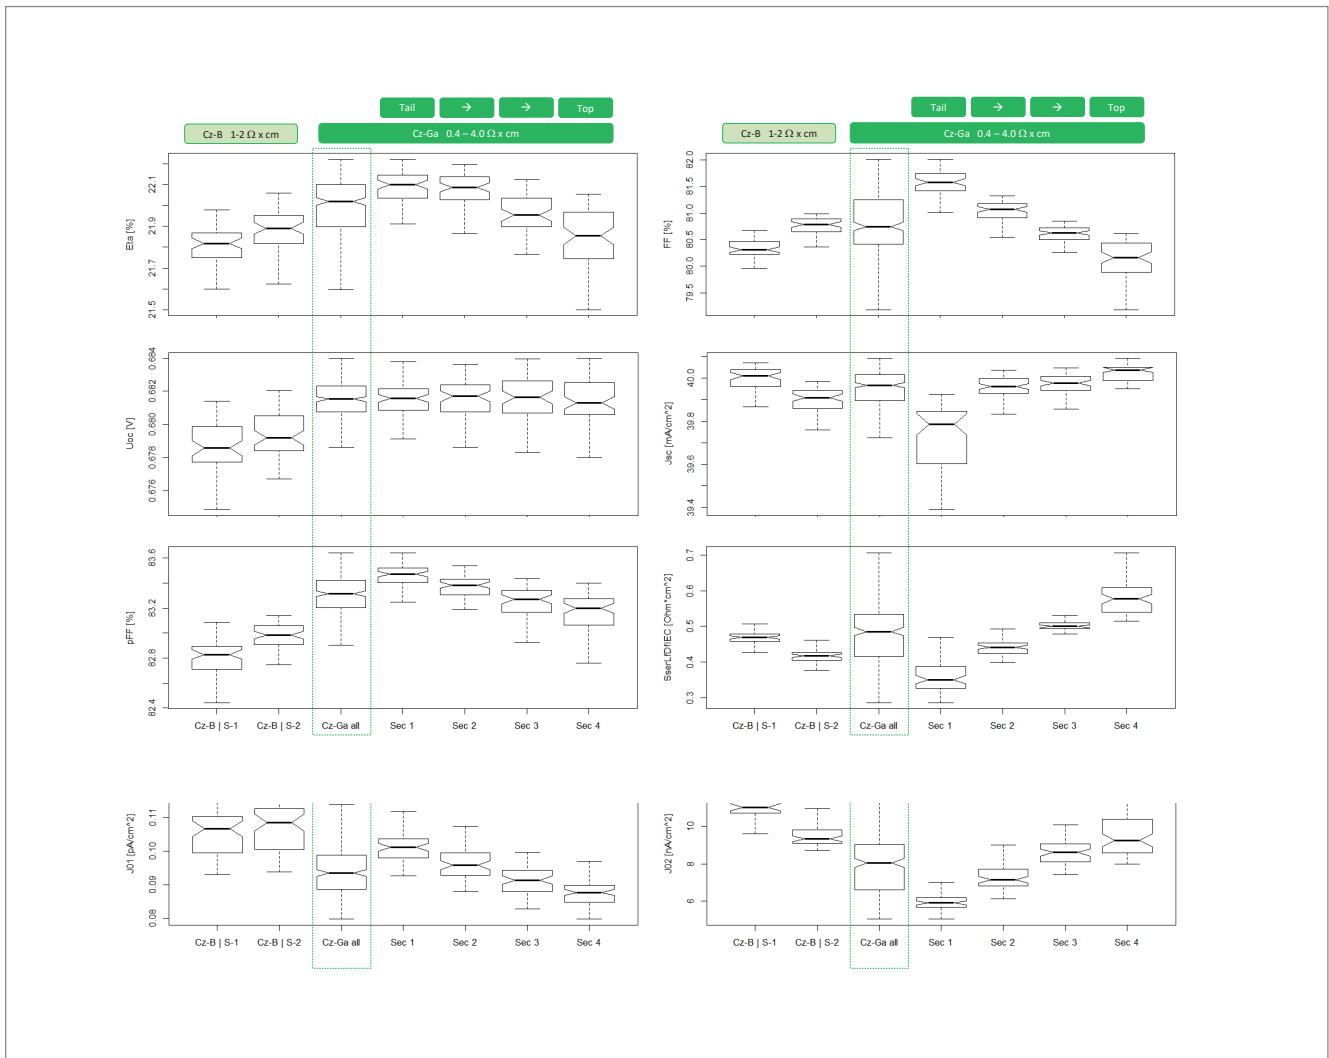 Tail → → Top
Cz-B 1-2 Ω x cm
Cz-Ga 0.4 – 4.0 Ω x cm
Eta [%]
22.1
21.9
21.7
21.5
Tail → → Top
Cz-B 1-2 Ω x cm
Cz-Ga 0.4 – 4.0 Ω x cm
FF [%]
82.0
81.5
81.0
80.5
80.0
79.5
Uoc [V]
0.684
0.682
0.680
0.678
0.676
Jsc [mA/cm^2]
40.0
39.8
39.6
39.4
pFF [%]
83.6
83.2
82.8
82.4
Cz-B | S-1 Cz-B | S-2 Cz-Ga all Sec 1 Sec 2 Sec 3 Sec 4
SserLfDfIEC [Ohm*cm^2]
0.7
0.6
0.5
0.4
0.3
Cz-B | S-1 Cz-B | S-2 Cz-Ga all Sec 1 Sec 2 Sec 3 Sec 4
J01 [pA/cm^2]
0.11
0.10
0.09
0.08
Cz-B | S-1 Cz-B | S-2 Cz-Ga all Sec 1 Sec 2 Sec 3 Sec 4
J02 [nA/cm^2]
10
8
6
Cz-B | S-1 Cz-B | S-2 Cz-Ga all Sec 1 Sec 2 Sec 3 Sec 4